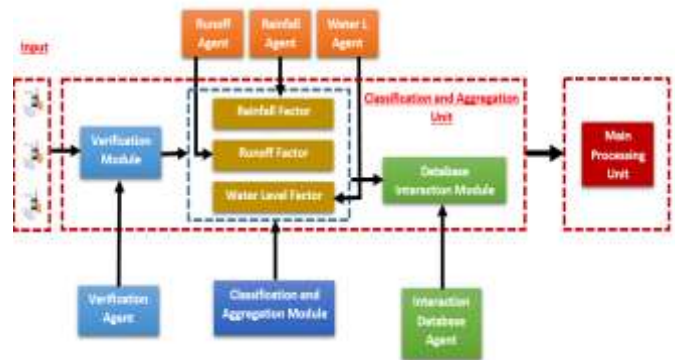 Runoff
Agent
Rainfall
Agent
Water L
Agent
Input
Classification and Aggregation
Unit
Rainfall Factor
Verification
Module
Runoff Factor
Water Level Factor
Database
Interaction Module
Main
Processing
Unit
Verification
Agent
Classification and
Aggregation Module
Interaction
Database
Agent